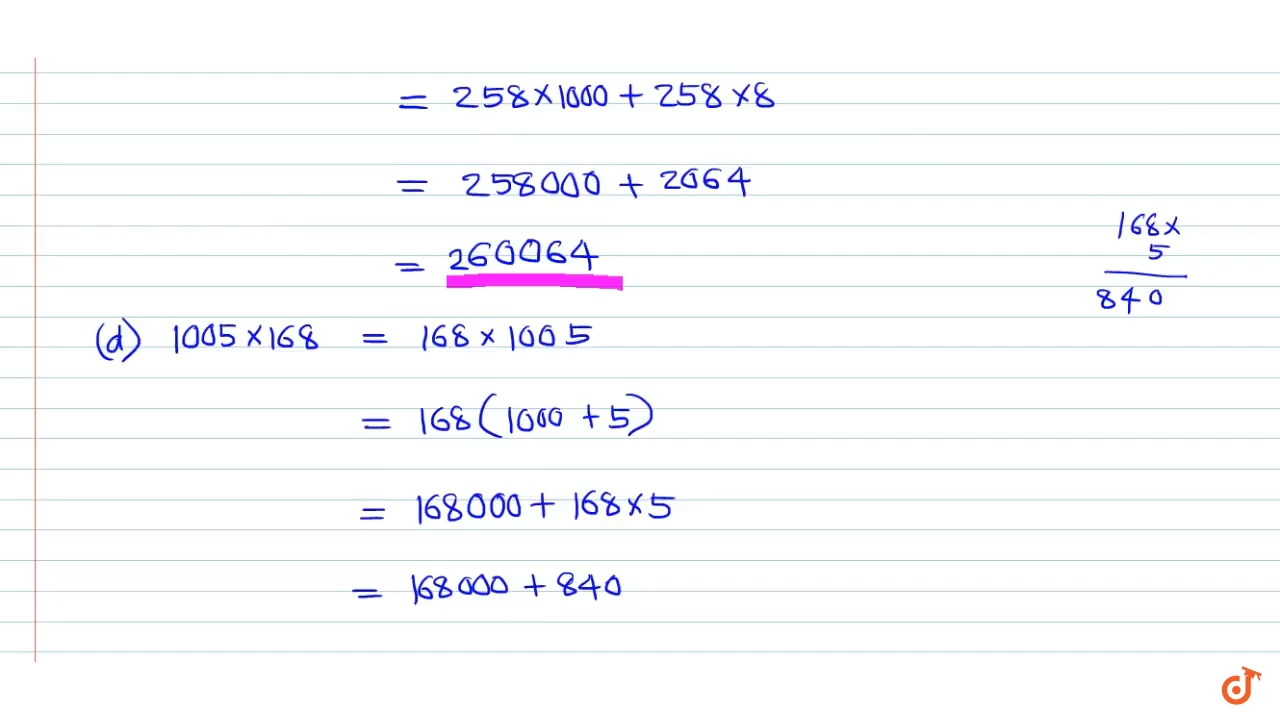 = 258×1000 + 258×8
= 258000 + 2064
= 260064
168×
5
840
(d) 1005×168 = 168×1005
= 168(1000 + 5)
= 168000 + 168×5
= 168000 + 840